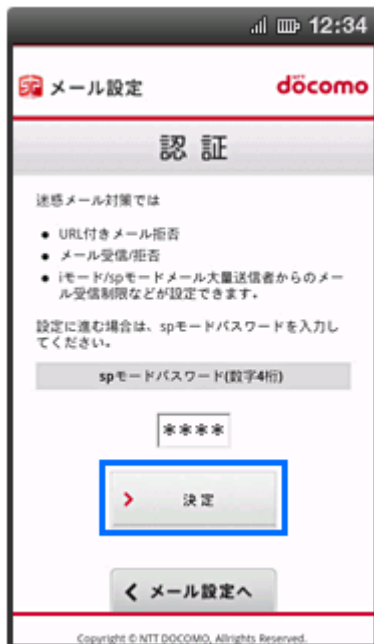 12:34
メール設定 döcomo
認証
迷惑メール対策では
● URL付きメール拒否
● メール受信/拒否
● iモード/spモードメール大量送信者からのメー
ル受信制限などが設定できます。
設定に進む場合は、spモードパスワードを入力し
てください。
spモードパスワード(数字4桁)
****
決定
メール設定へ
Copyright © NTT DOCOMO, Allrights Reserved.